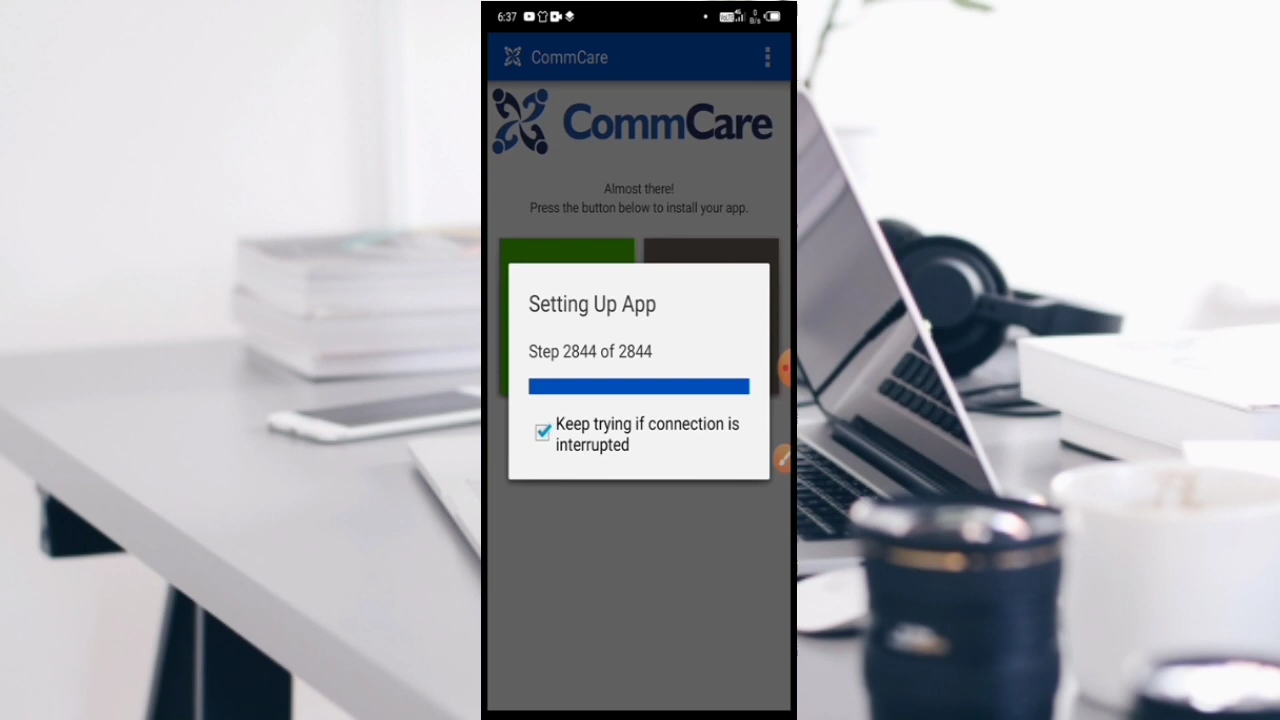 6:37
0
B/s
CommCare
CommCare
Almost there!
Press the button below to install your app.
Setting Up App
Step 2844 of 2844
Keep trying if connection is
interrupted